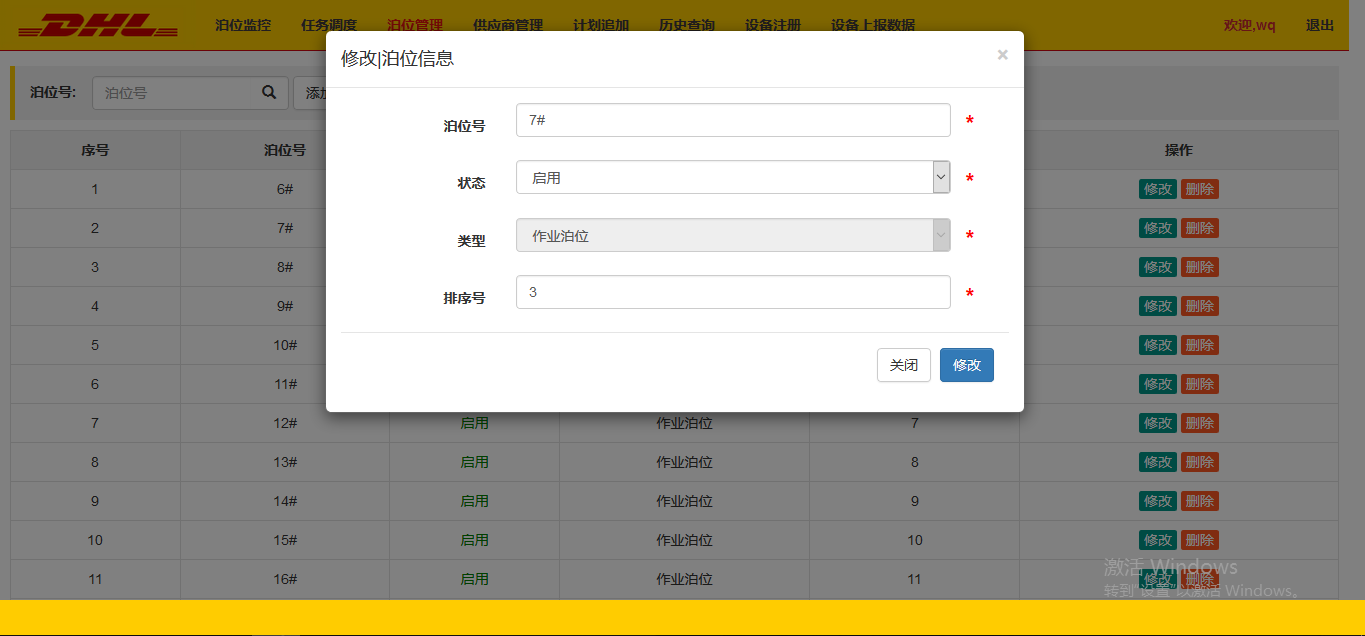 DHL 泊位监控 任务调度 泊位管理 供应商管理 计划追加 历史查询 设备注册 设备上报数据 欢迎,wq 退出
修改|泊位信息 ×
泊位号: 泊位号 添加
泊位号 7# *
状态 启用 *
类型 作业泊位 *
排序号 3 *
关闭 修改
序号 泊位号 操作
1 6# 修改 删除
2 7# 修改 删除
3 8# 修改 删除
4 9# 修改 删除
5 10# 修改 删除
6 11# 修改 删除
7 12# 启用 作业泊位 7 修改 删除
8 13# 启用 作业泊位 8 修改 删除
9 14# 启用 作业泊位 9 修改 删除
10 15# 启用 作业泊位 10 修改 删除
11 16# 启用 作业泊位 11 修改 删除
激活 Windows
转到"设置"以激活 Windows。